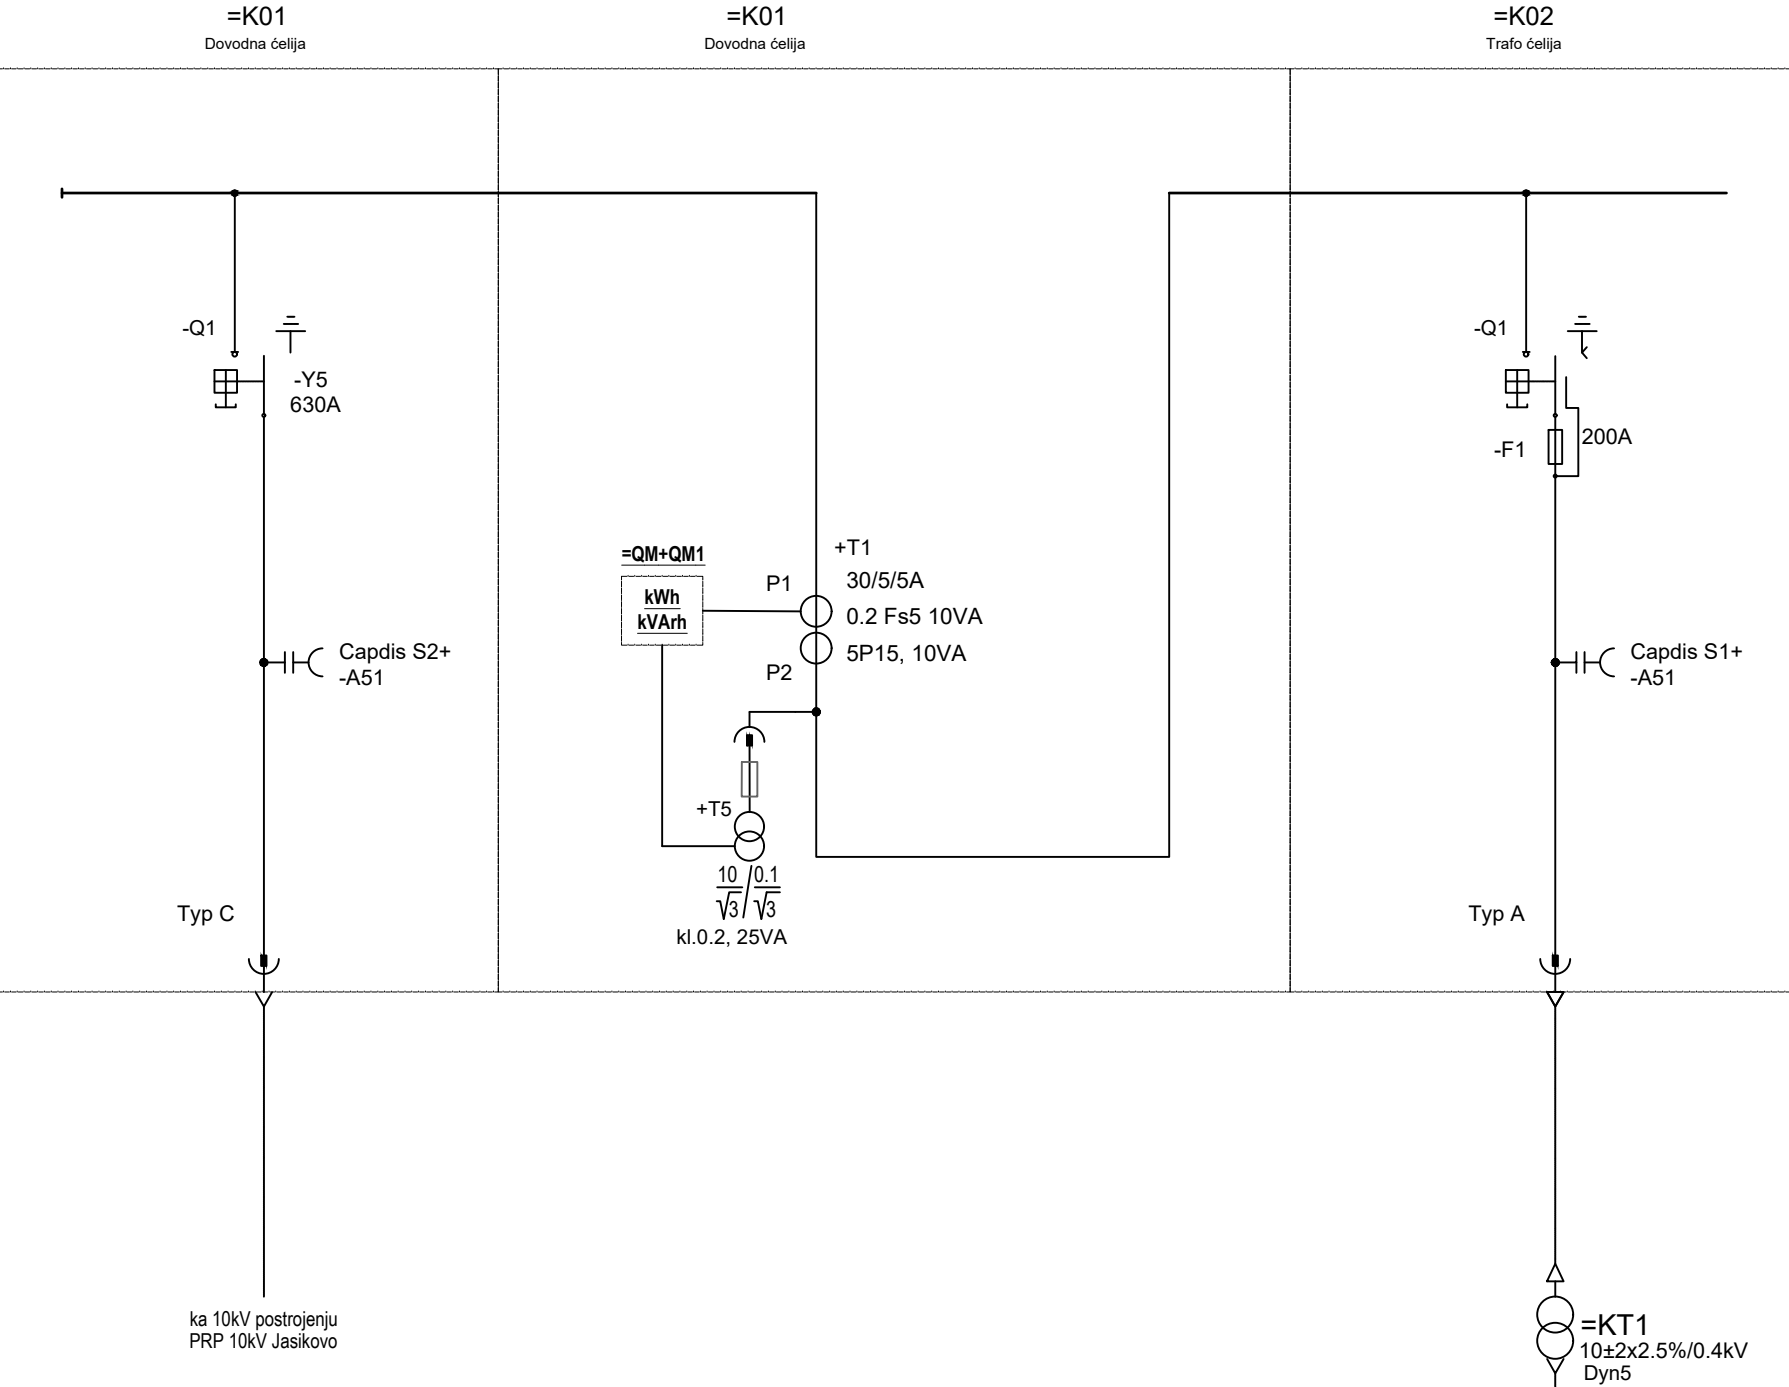 =K01
Dovodna ćelija
=K01
Dovodna ćelija
=K02
Trafo ćelija
-Q1
-Y5
630A
Capdis S2+
-A51
Typ C
ka 10kV postrojenju
PRP 10kV Jasikovo
=QM+QM1
kWh
kVArh
+T1
P1
30/5/5A
0.2 Fs5 10VA
5P15, 10VA
P2
+T5
10/√3 / 0.1/√3
kl.0.2, 25VA
-Q1
200A
-F1
Capdis S1+
-A51
Typ A
=KT1
10±2x2.5%/0.4kV
Dyn5